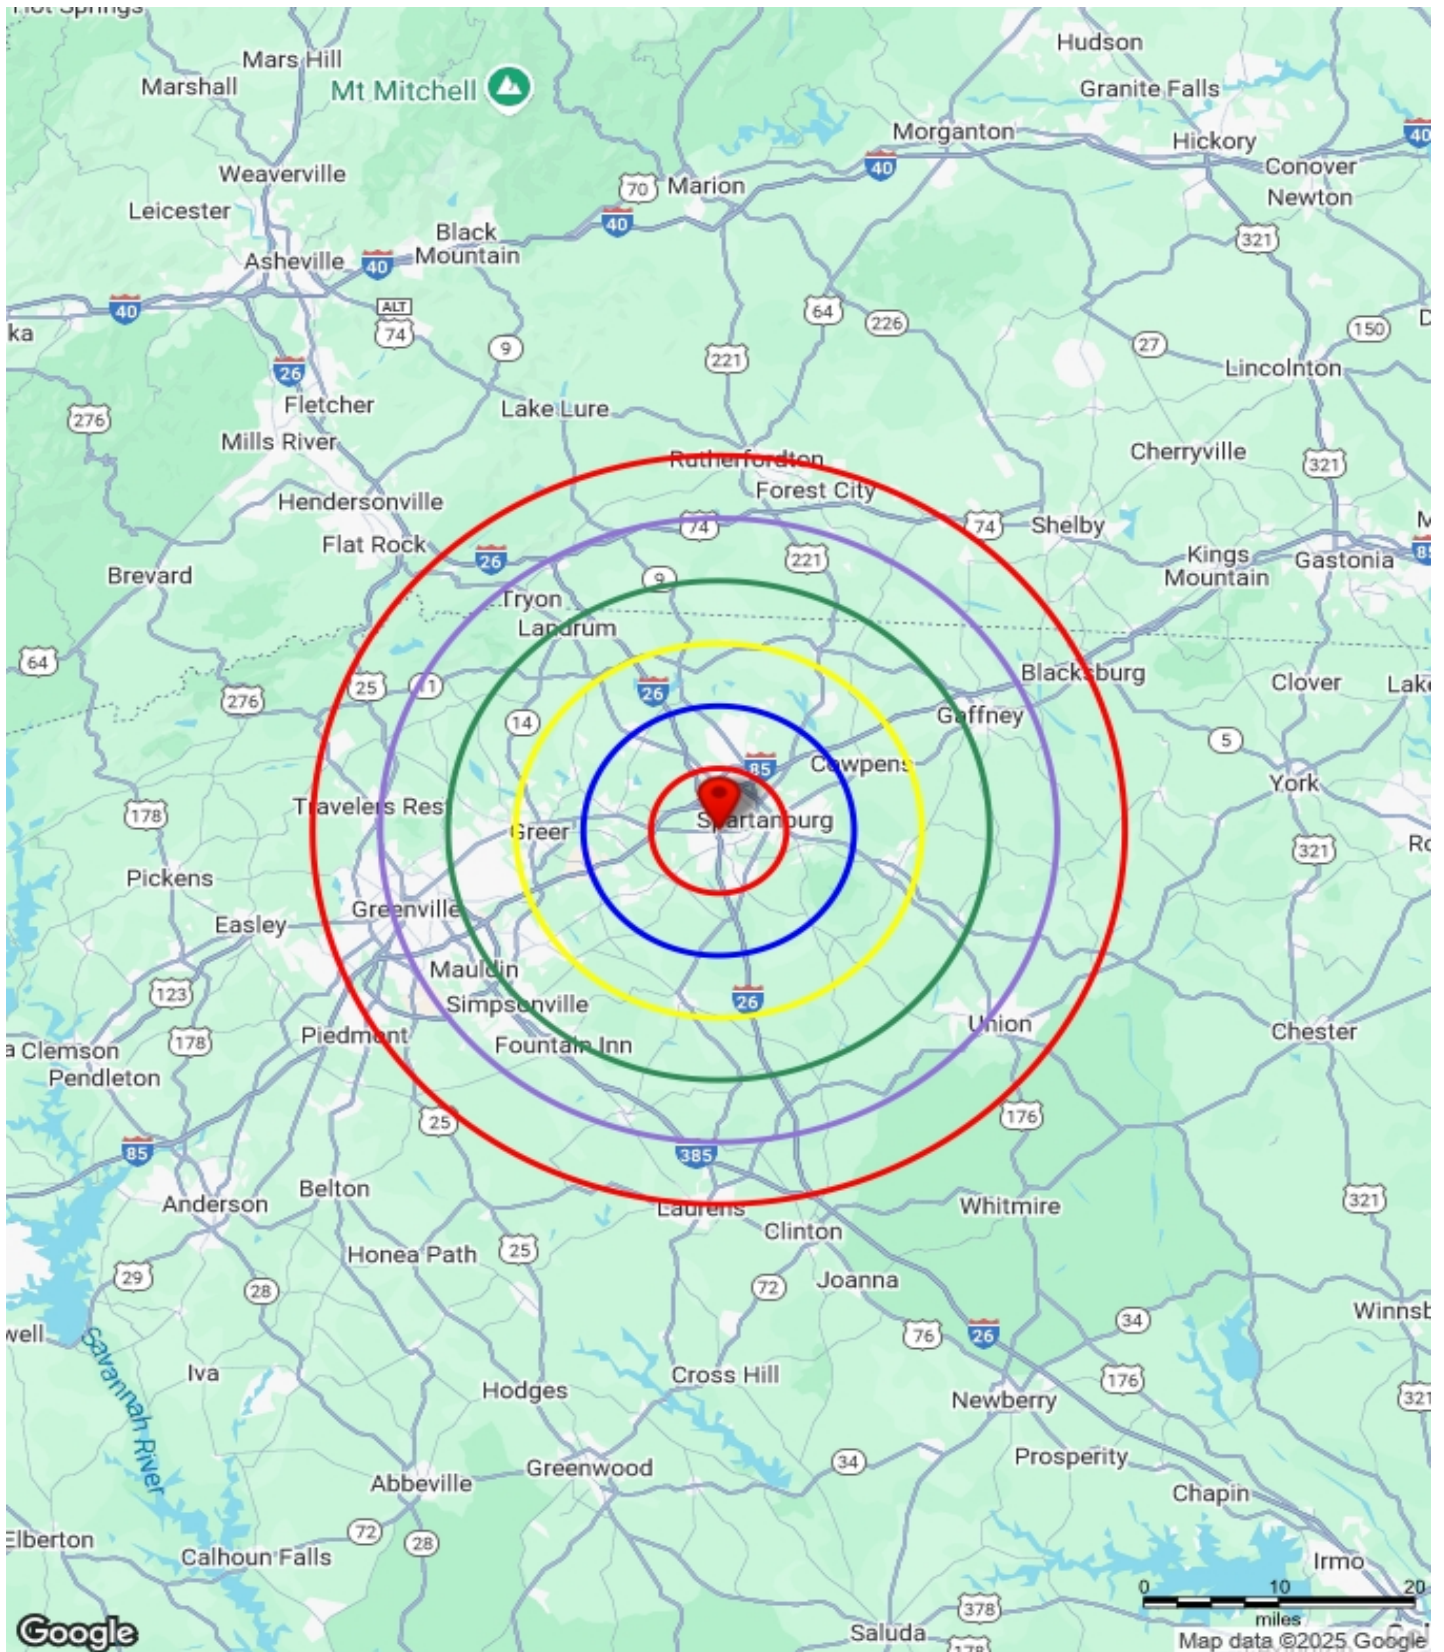 Hot Springs
Mars Hill
Hudson
Marshall
Mt Mitchell
Granite Falls
Morganton
Hickory
40
Weaverville
40
Conover
Leicester
70
Marion
Newton
40
Black
Mountain
321
Asheville
40
40
ALT
74
64
226
ka
9
150
D
26
221
27
Lincolnton
276
Fletcher
Lake Lure
Mills River
Cherryville
Rutherfordton
321
Hendersonville
Forest City
74
74
Shelby
M
Flat Rock
26
221
Kings
Mountain
Gastonia
85
Brevard
9
Tryon
Landrum
64
25
11
26
Blacksburg
Clover
Lake
276
14
Gaffney
5
85
Cowpens
York
178
Travelers Rest
Greer
Spartanburg
321
Ro
Pickens
Greenville
Easley
Mauldin
123
Simpsonville
26
Union
178
Piedmont
Fountain Inn
Chester
a Clemson
Pendleton
25
176
85
385
Anderson
Belton
Laurens
Whitmire
321
Clinton
Honea Path
25
29
28
72
Joanna
Winnsb
well
76
26
34
Savannah River
Iva
Cross Hill
176
Hodges
Newberry
321
Greenwood
34
Prosperity
Abbeville
Chapin
72
28
Elberton
Calhoun Falls
Irmo
0 10 20
miles
378
Saluda
178
Google
Map data ©2025 Google